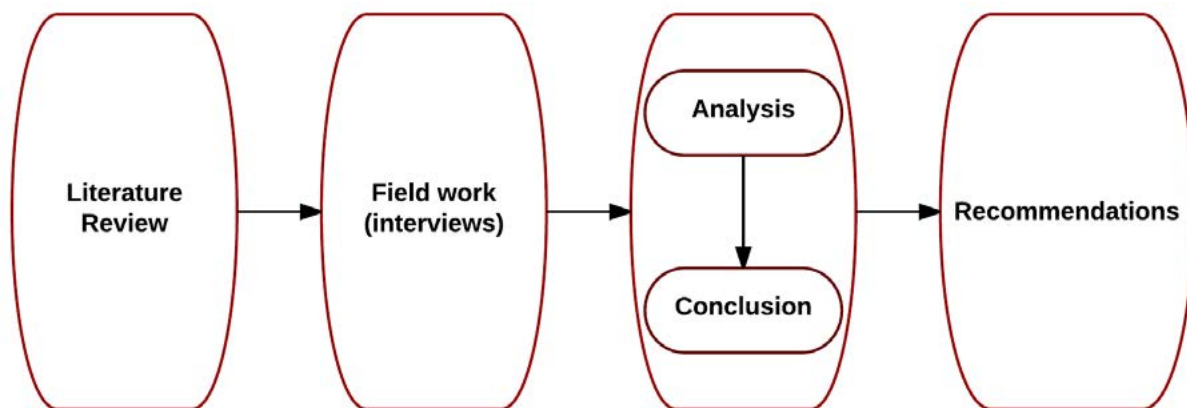 Literature
Review
Field work
(interviews)
Analysis
Conclusion
Recommendations